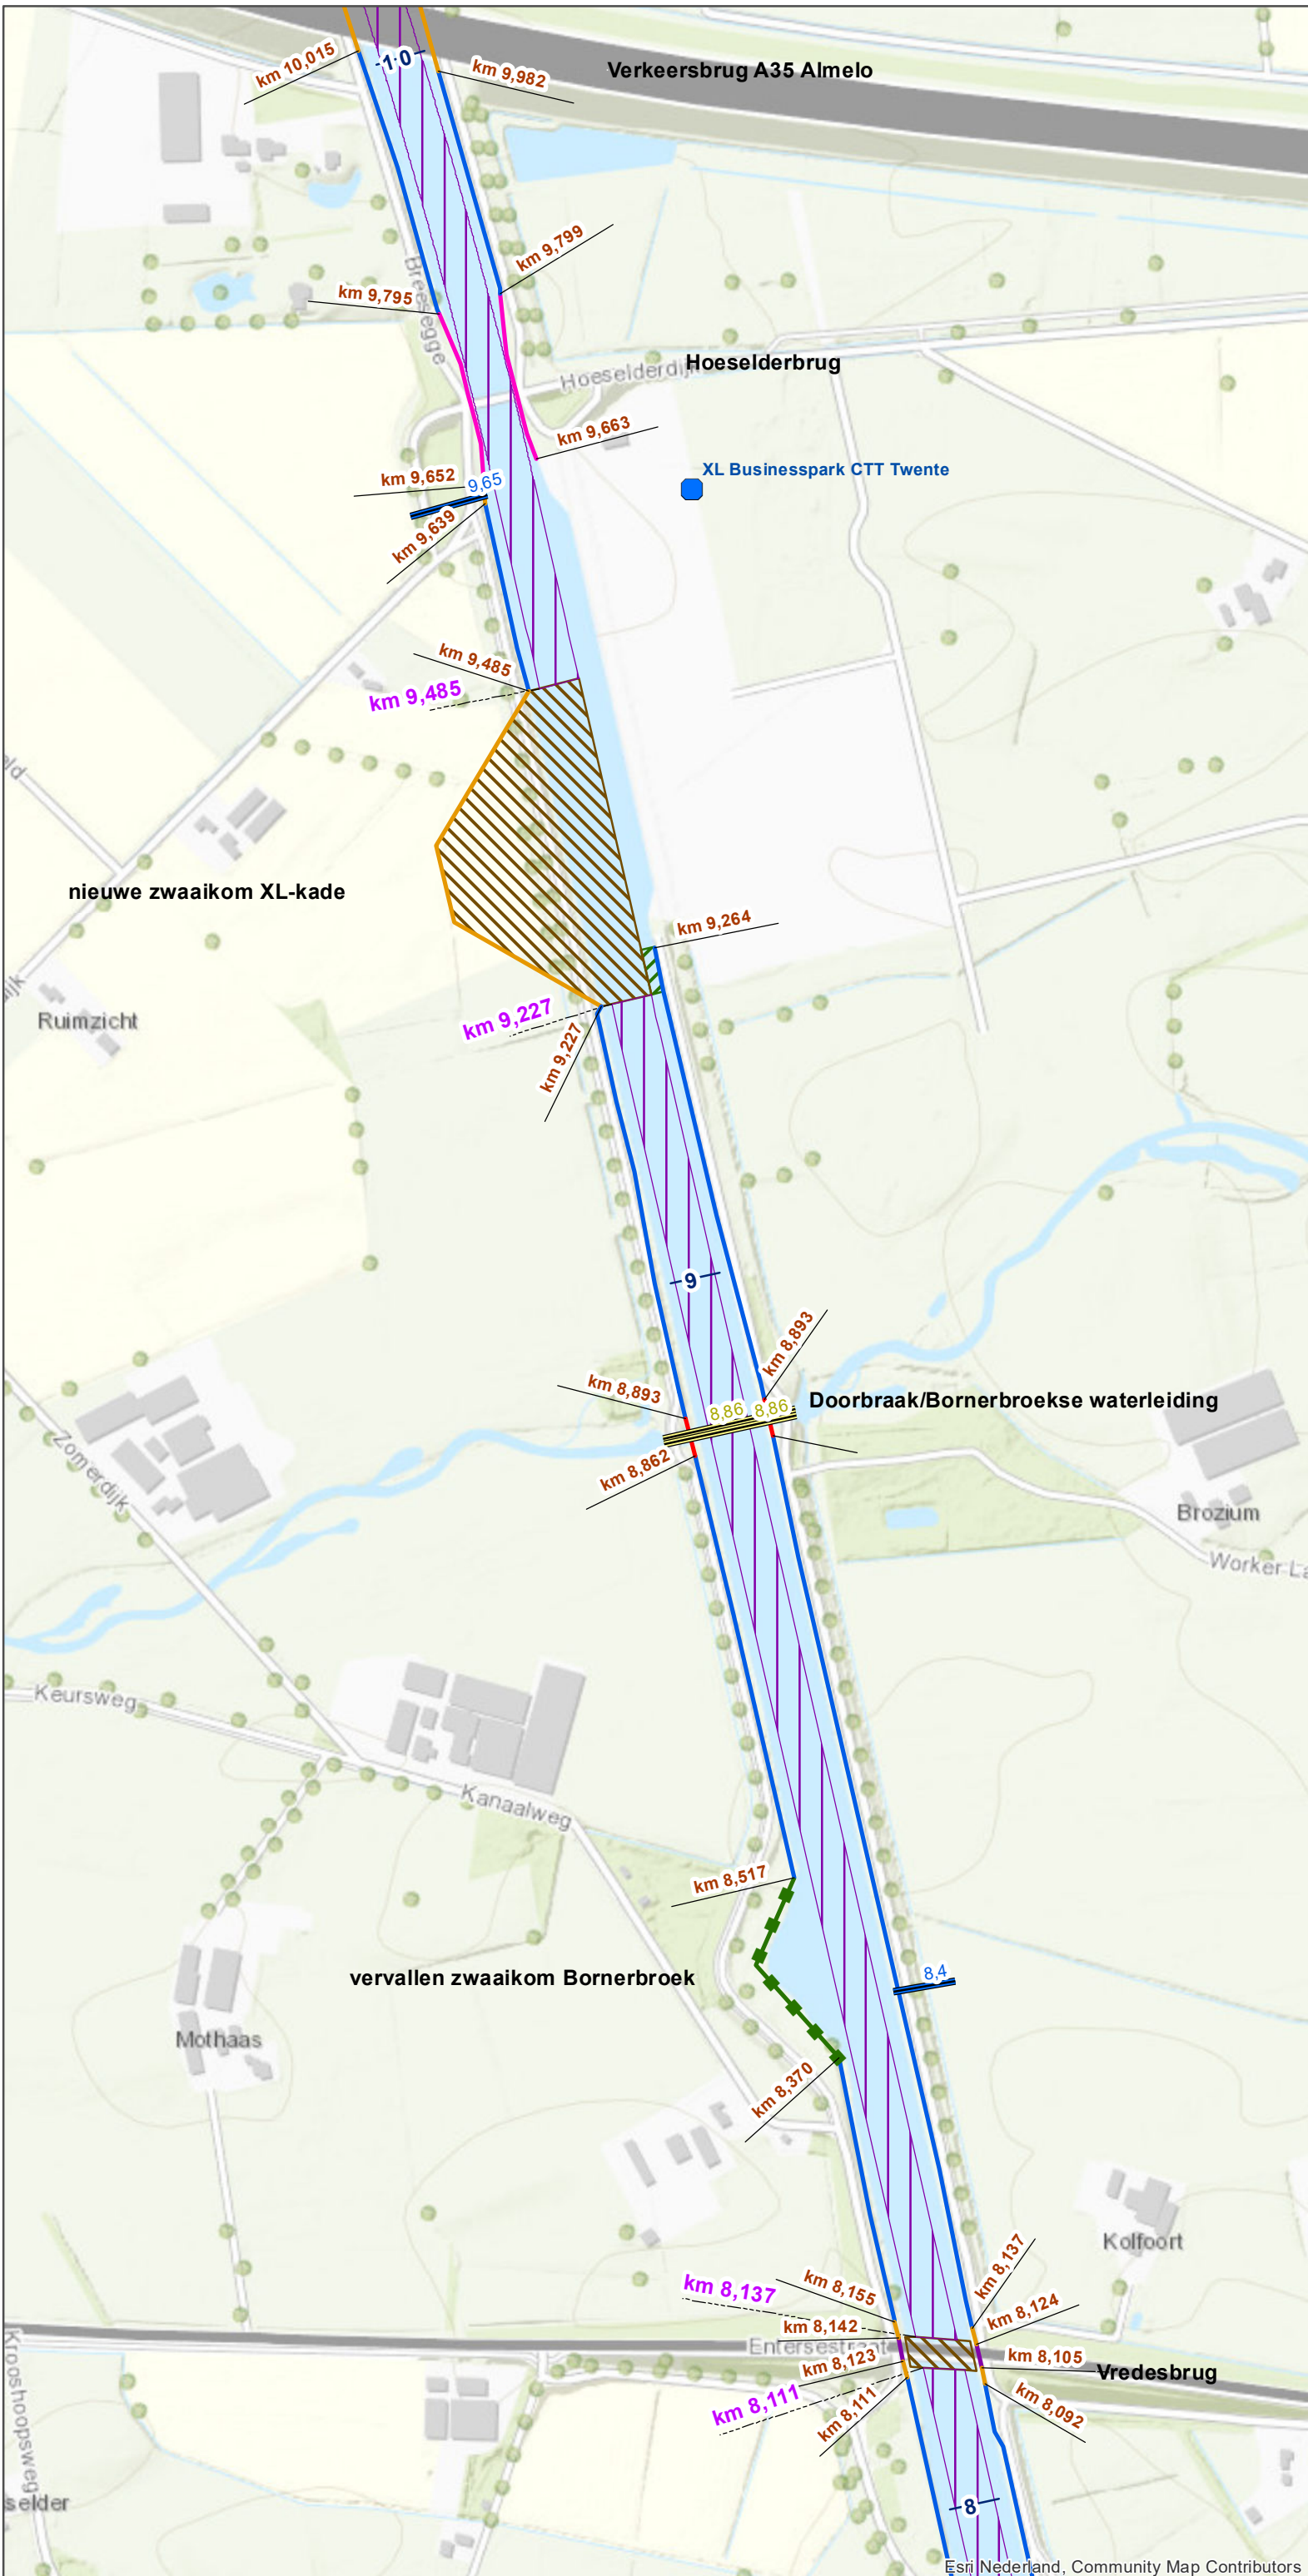 km 10,015
10
km 9,982
Verkeersbrug A35 Almelo
km 9,799
km 9,795
Breesegge
Hoeselderdijk
Hoeselderbrug
km 9,663
km 9,652
9,65
XL Businesspark CTT Twente
km 9,639
km 9,485
km 9,485
nieuwe zwaaikom XL-kade
km 9,264
Ruimzicht
km 9,227
km 9,227
9
km 8,893
km 8,893
8,86
8,86
Doorbraak/Bornerbroekse waterleiding
km 8,862
Zomerdijk
Brozium
Worker La
Keursweg
Kanaalweg
km 8,517
vervallen zwaaikom Bornerbroek
8,4
Mothaas
km 8,370
Kolfoort
km 8,137
km 8,155
km 8,137
km 8,124
km 8,142
Entersestraat
km 8,105
km 8,123
Vredesbrug
km 8,111
km 8,111
km 8,092
Krooshoopsweg
selder
8
Esri Nederland, Community Map Contributors